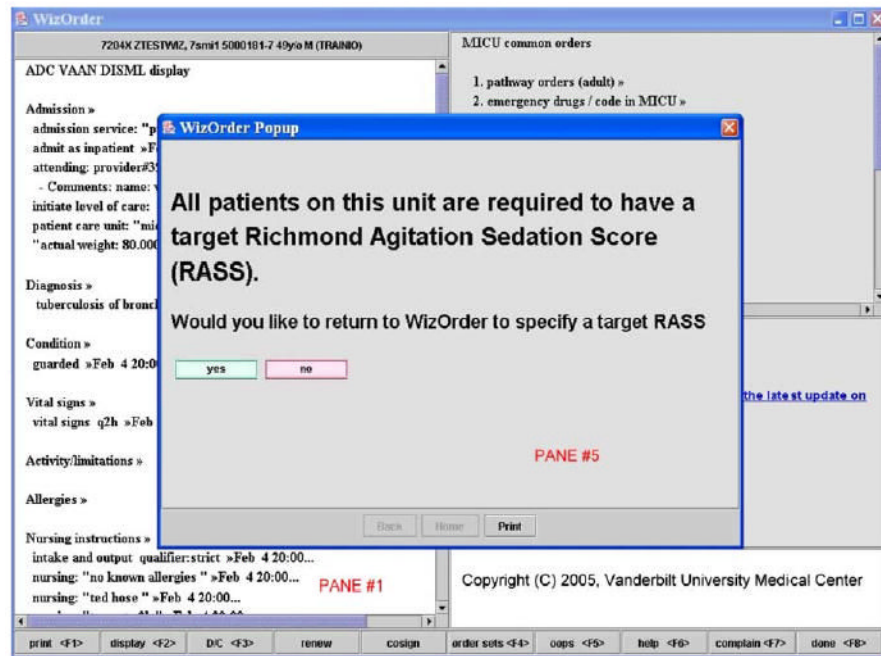 WizOrder
7204X ZTESTWIZ, 7smi1 5000181-7 49y/o M (TRAINIO)
ADC VAAN DISML display
Admission »
admission service: "p
admit as inpatient »Fe
attending: provider#39
- Comments: name: v
initiate level of care:
patient care unit: "mic
"actual weight: 80.000
Diagnosis »
tuberculosis of bronch
Condition »
guarded »Feb 4 20:00
Vital signs »
vital signs q2h »Feb
Activity/limitations »
Allergies »
Nursing instructions »
intake and output qualifier:strict »Feb 4 20:00...
nursing: "no known allergies " »Feb 4 20:00...
nursing: "ted hose " »Feb 4 20:00...
PANE #1
MICU common orders
1. pathway orders (adult) »
2. emergency drugs / code in MICU »
WizOrder Popup
All patients on this unit are required to have a
target Richmond Agitation Sedation Score
(RASS).
Would you like to return to WizOrder to specify a target RASS
yes no
PANE #5
Back Home Print
the latest update on
Copyright (C) 2005, Vanderbilt University Medical Center
print <F1> display <F2> D/C <F3> renew cosign order sets <F4> oops <F5> help <F6> complain <F7> done <F8>